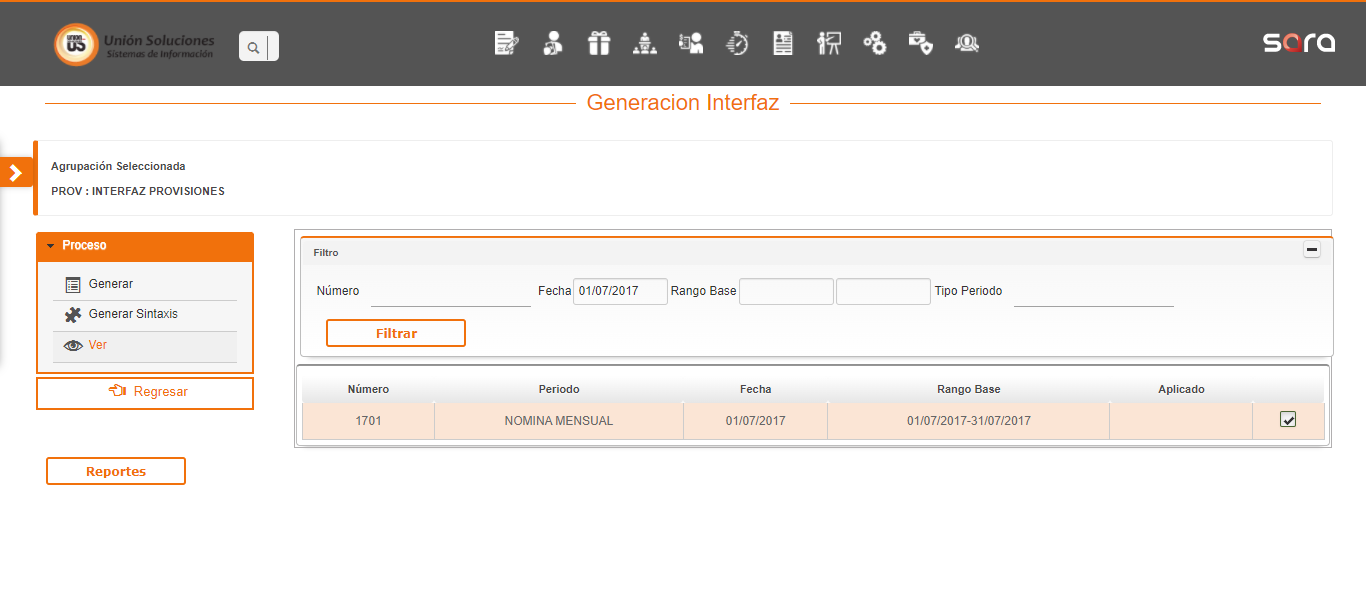 UNION
US
Unión Soluciones
Sistemas de Información
sara
Generacion Interfaz
Agrupación Seleccionada
PROV : INTERFAZ PROVISIONES
Proceso
Generar
Generar Sintaxis
Ver
Regresar
Reportes
Filtro
Número Fecha 01/07/2017 Rango Base Tipo Periodo
Filtrar
Número Periodo Fecha Rango Base Aplicado
1701 NOMINA MENSUAL 01/07/2017 01/07/2017-31/07/2017